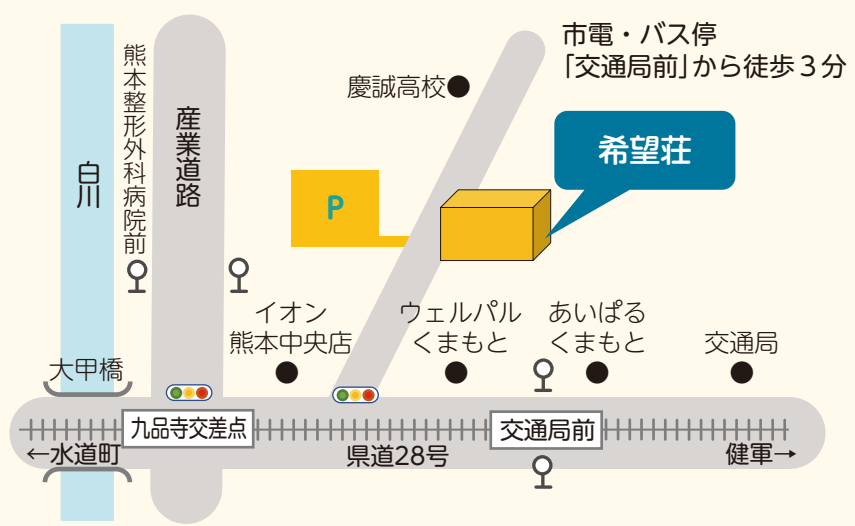 市電・バス停
「交通局前」から徒歩３分
慶誠高校
希望荘
熊本整形外科病院前
産業道路
白川
P
イオン
熊本中央店
ウェルパル
くまもと
あいぱる
くまもと
交通局
大甲橋
九品寺交差点
交通局前
←水道町
県道28号
健軍→